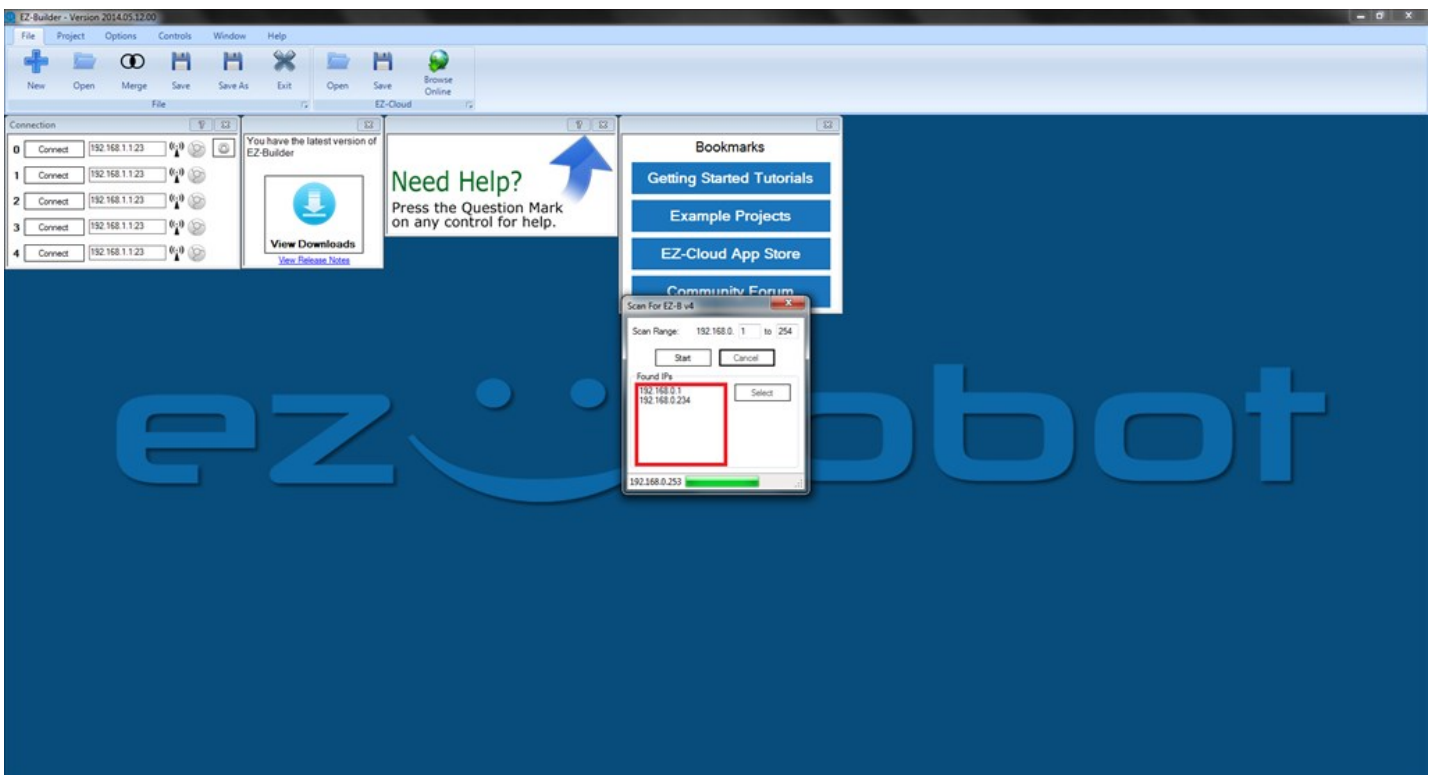 EZ-Builder - Version 2014.05.12.00
File Project Options Controls Window Help
New Open Merge Save Save As Exit Open Save Browse Online
File EZ-Cloud
Connection
0 Connect 192.168.1.1:23
1 Connect 192.168.1.1:23
2 Connect 192.168.1.1:23
3 Connect 192.168.1.1:23
4 Connect 192.168.1.1:23
You have the latest version of
EZ-Builder
View Downloads
View Release Notes
Need Help?
Press the Question Mark
on any control for help.
Bookmarks
Getting Started Tutorials
Example Projects
EZ-Cloud App Store
Community Forum
Scan For EZ-B v4
Scan Range: 192.168.0. 1 to 254
Start Cancel
Found IPs
192.168.0.1
192.168.0.234
Select
192.168.0.253
ez robot